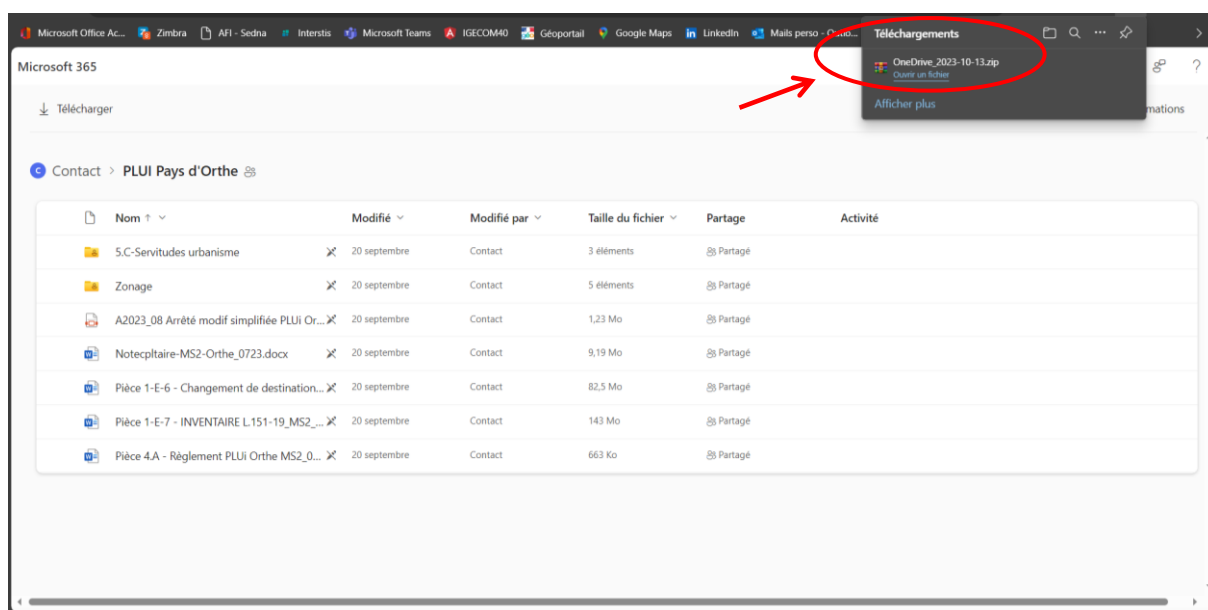 Microsoft Office Ac... Zimbra AFI - Sedna Interstis Microsoft Teams IGECOM40 Géoportail Google Maps LinkedIn Mails perso -
Téléchargements
OneDrive_2023-10-13.zip
Ouvrir un fichier
Afficher plus
Microsoft 365
Télécharger mations
C Contact > PLUI Pays d'Orthe
Nom Modifié Modifié par Taille du fichier Partage Activité
5.C-Servitudes urbanisme 20 septembre Contact 3 éléments Partagé
Zonage 20 septembre Contact 5 éléments Partagé
A2023_08 Arrêté modif simplifiée PLUi Or... 20 septembre Contact 1,23 Mo Partagé
Notecpltaire-MS2-Orthe_0723.docx 20 septembre Contact 9,19 Mo Partagé
Pièce 1-E-6 - Changement de destination... 20 septembre Contact 82,5 Mo Partagé
Pièce 1-E-7 - INVENTAIRE L.151-19_MS2_... 20 septembre Contact 143 Mo Partagé
Pièce 4.A - Règlement PLUi Orthe MS2_0... 20 septembre Contact 663 Ko Partagé